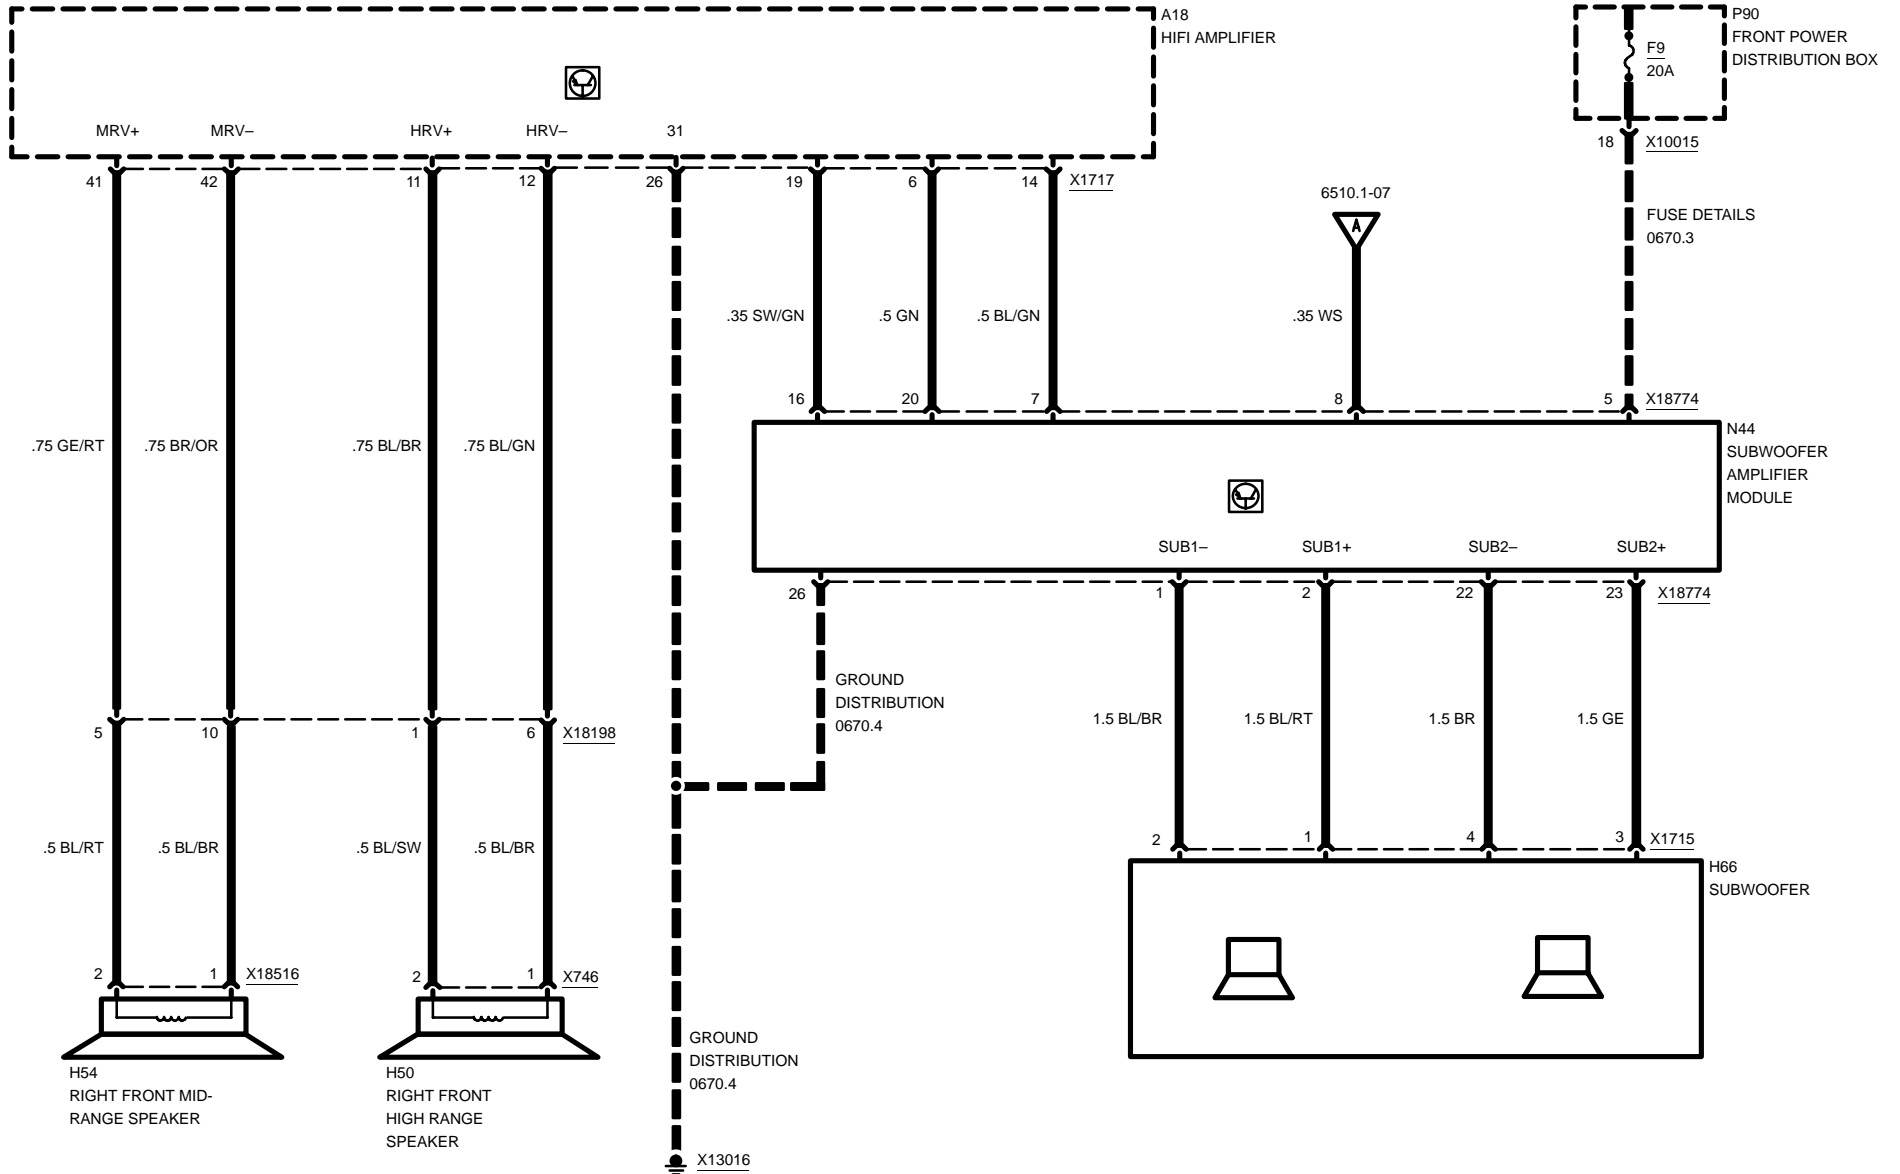 A18
HIFI AMPLIFIER
P90
FRONT POWER
DISTRIBUTION BOX
F9
20A
MRV+ MRV– HRV+ HRV– 31
18 X10015
41 42 11 12 26 19 6 14 X1717
6510.1-07
A
FUSE DETAILS
0670.3
.35 SW/GN .5 GN .5 BL/GN .35 WS
16 20 7 8 5 X18774
.75 GE/RT .75 BR/OR .75 BL/BR .75 BL/GN
N44
SUBWOOFER
AMPLIFIER
MODULE
SUB1– SUB1+ SUB2– SUB2+
26 1 2 22 23 X18774
GROUND
DISTRIBUTION
0670.4
1.5 BL/BR 1.5 BL/RT 1.5 BR 1.5 GE
5 10 1 6 X18198
2 1 4 3 X1715
.5 BL/RT .5 BL/BR .5 BL/SW .5 BL/BR
H66
SUBWOOFER
2 1 X18516 2 1 X746
H54
RIGHT FRONT MID-
RANGE SPEAKER
H50
RIGHT FRONT
HIGH RANGE
SPEAKER
GROUND
DISTRIBUTION
0670.4
X13016